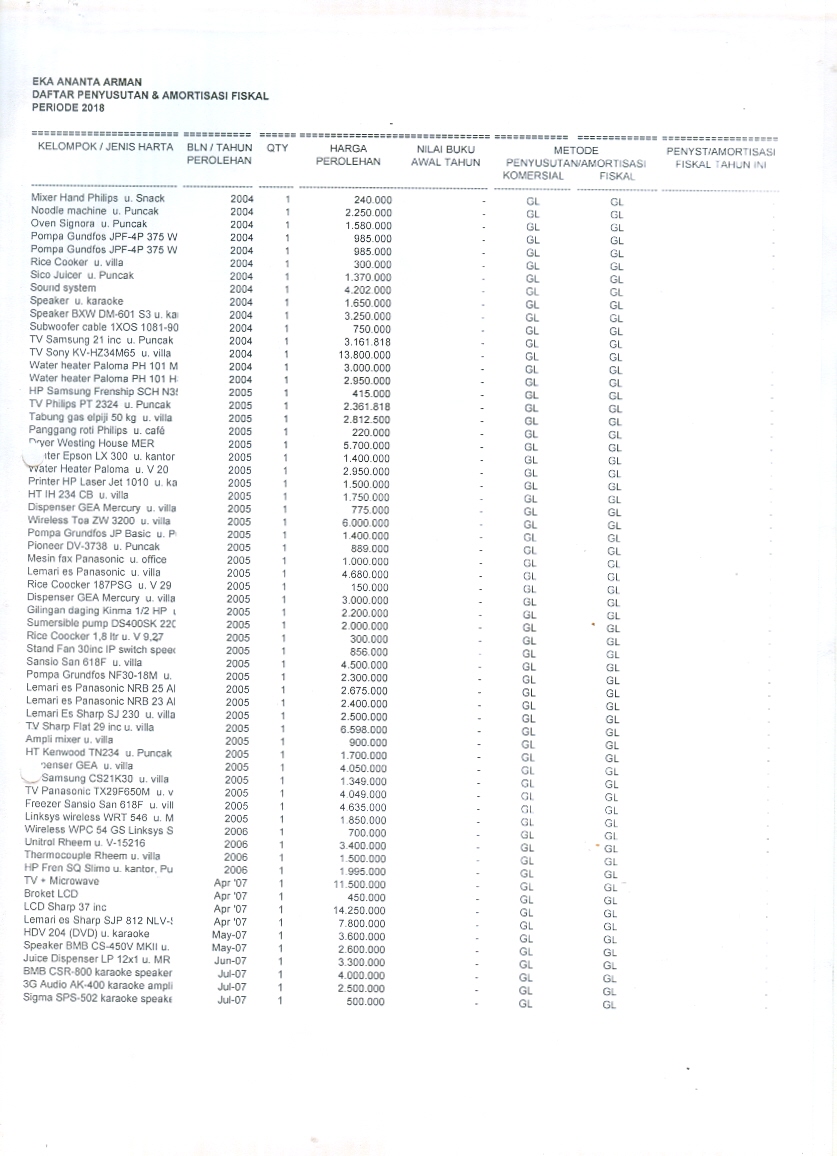 EKA ANANTA ARMAN
DAFTAR PENYUSUTAN & AMORTISASI FISKAL
PERIODE 2018
KELOMPOK / JENIS HARTA BLN / TAHUN PEROLEHAN QTY HARGA PEROLEHAN NILAI BUKU AWAL TAHUN METODE PENYUSUTAN/AMORTISASI KOMERSIAL FISKAL PENYST/AMORTISASI FISKAL TAHUN INI
Mixer Hand Philips u. Snack 2004 1 240.000 - GL GL
Noodle machine u. Puncak 2004 1 2.250.000 - GL GL
Oven Signora u. Puncak 2004 1 1.580.000 - GL GL
Pompa Gundfos JPF-4P 375 W 2004 1 985.000 - GL GL
Pompa Gundfos JPF-4P 375 W 2004 1 985.000 - GL GL
Rice Cooker u. villa 2004 1 300.000 - GL GL
Sico Juicer u. Puncak 2004 1 1.370.000 - GL GL
Sound system 2004 1 4.202.000 - GL GL
Speaker u. karaoke 2004 1 1.650.000 - GL GL
Speaker BXW DM-601 S3 u. ka 2004 1 3.250.000 - GL GL
Subwoofer cable 1XOS 1081-90 2004 1 750.000 - GL GL
TV Samsung 21 inc u. Puncak 2004 1 3.161.818 - GL GL
TV Sony KV-HZ34M65 u. villa 2004 1 13.800.000 - GL GL
Water heater Paloma PH 101 M 2004 1 3.000.000 - GL GL
Water heater Paloma PH 101 H 2004 1 2.950.000 - GL GL
HP Samsung Frenship SCH N3 2005 1 415.000 - GL GL
TV Philips PT 2324 u. Puncak 2005 1 2.361.818 - GL GL
Tabung gas elpiji 50 kg u. villa 2005 1 2.812.500 - GL GL
Panggang roti Philips u. café 2005 1 220.000 - GL GL
Dryer Westing House MER 2005 1 5.700.000 - GL GL
ter Epson LX 300 u. kantor 2005 1 1.400.000 - GL GL
Water Heater Paloma u. V 20 2005 1 2.950.000 - GL GL
Printer HP Laser Jet 1010 u. ka 2005 1 1.500.000 - GL GL
HT IH 234 CB u. villa 2005 1 1.750.000 - GL GL
Dispenser GEA Mercury u. villa 2005 1 775.000 - GL GL
Wireless Toa ZW 3200 u. villa 2005 1 6.000.000 - GL GL
Pompa Grundfos JP Basic u. P 2005 1 1.400.000 - GL GL
Pioneer DV-3738 u. Puncak 2005 1 889.000 - GL GL
Mesin fax Panasonic u. office 2005 1 1.000.000 - GL GL
Lemari es Panasonic u. villa 2005 1 4.680.000 - GL GL
Rice Coocker 187PSG u. V 29 2005 1 150.000 - GL GL
Dispenser GEA Mercury u. villa 2005 1 3.000.000 - GL GL
Gilingan daging Kinma 1/2 HP 2005 1 2.200.000 - GL GL
Sumersible pump DS400SK 220 2005 1 2.000.000 - GL GL
Rice Coocker 1,8 ltr u. V 9,27 2005 1 300.000 - GL GL
Stand Fan 30inc IP switch speed 2005 1 856.000 - GL GL
Sansio San 618F u. villa 2005 1 4.500.000 - GL GL
Pompa Grundfos NF30-18M u. 2005 1 2.300.000 - GL GL
Lemari es Panasonic NRB 25 Al 2005 1 2.675.000 - GL GL
Lemari es Panasonic NRB 23 Al 2005 1 2.400.000 - GL GL
Lemari Es Sharp SJ 230 u. villa 2005 1 2.500.000 - GL GL
TV Sharp Flat 29 inc u. villa 2005 1 6.598.000 - GL GL
Ampli mixer u. villa 2005 1 900.000 - GL GL
HT Kenwood TN234 u. Puncak 2005 1 1.700.000 - GL GL
penser GEA u. villa 2005 1 4.050.000 - GL GL
Samsung CS21K30 u. villa 2005 1 1.349.000 - GL GL
TV Panasonic TX29F650M u. v 2005 1 4.049.000 - GL GL
Freezer Sansio San 618F u. vill 2005 1 4.635.000 - GL GL
Linksys wireless WRT 546 u. M 2005 1 1.850.000 - GL GL
Wireless WPC 54 GS Linksys S 2006 1 700.000 - GL GL
Unitrol Rheem u. V-15216 2006 1 3.400.000 - GL GL
Thermocouple Rheem u. villa 2006 1 1.500.000 - GL GL
HP Fren SQ Slimo u. kantor, Pu 2006 1 1.995.000 - GL GL
TV + Microwave Apr '07 1 11.500.000 - GL GL
Broket LCD Apr '07 1 450.000 - GL GL
LCD Sharp 37 inc Apr '07 1 14.250.000 - GL GL
Lemari es Sharp SJP 812 NLV- Apr '07 1 7.800.000 - GL GL
HDV 204 (DVD) u. karaoke May-07 1 3.600.000 - GL GL
Speaker BMB CS-450V MKII u. May-07 1 2.600.000 - GL GL
Juice Dispenser LP 12x1 u. MR Jun-07 1 3.300.000 - GL GL
BMB CSR-800 karaoke speaker Jul-07 1 4.000.000 - GL GL
3G Audio AK-400 karaoke ampli Jul-07 1 2.500.000 - GL GL
Sigma SPS-502 karaoke speake Jul-07 1 500.000 - GL GL